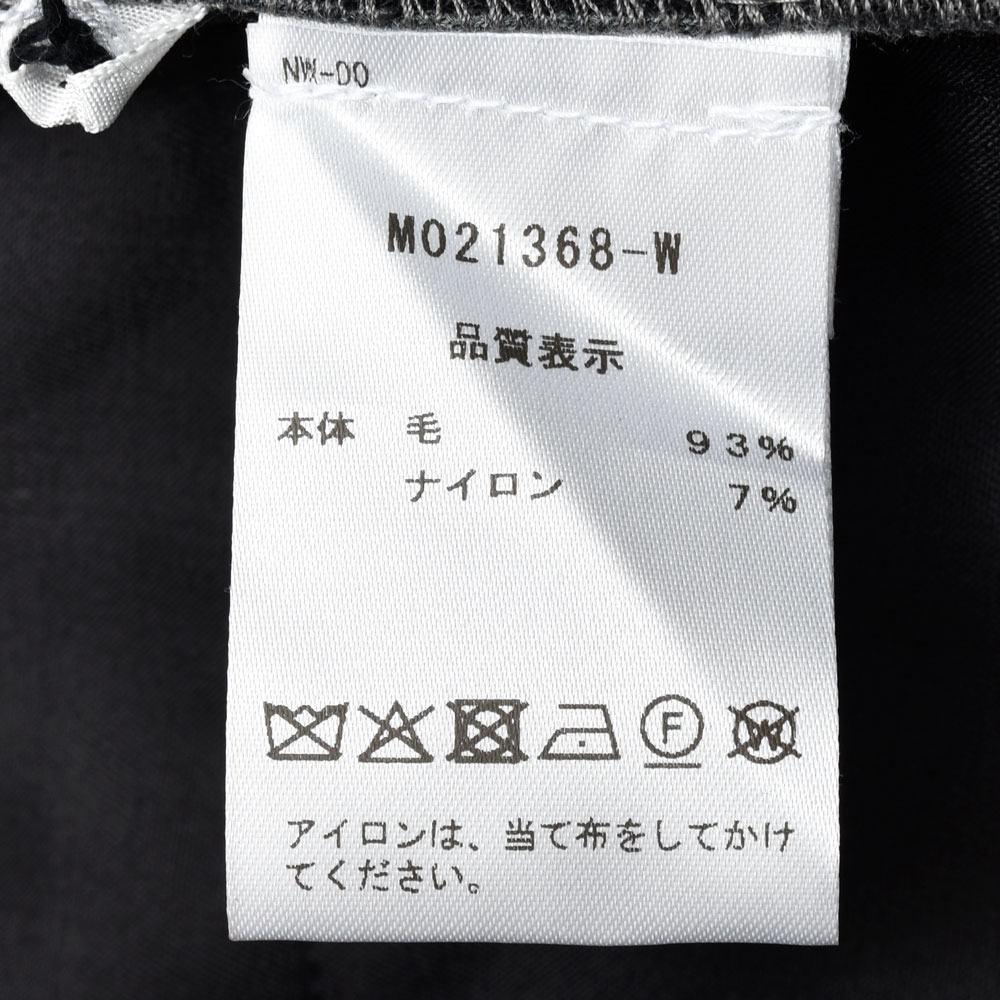 NW-00
M021368-W
品質表示
本体 毛 93%
ナイロン 7%
F W
アイロンは、当て布をしてかけ
てください。